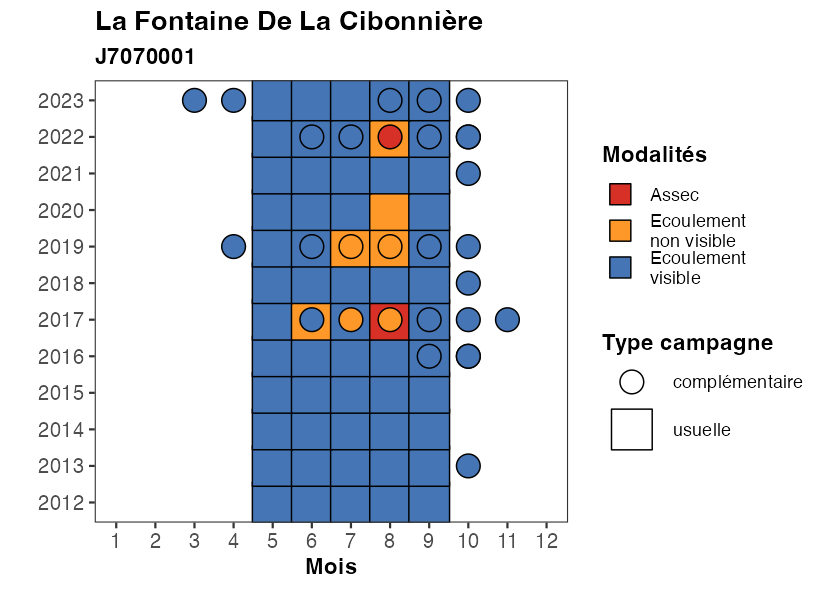 La Fontaine De La Cibonnière
J7070001
2023
2022
2021
2020
2019
2018
2017
2016
2015
2014
2013
2012
1 2 3 4 5 6 7 8 9 10 11 12
Mois
Modalités
Assec
Ecoulement
non visible
Ecoulement
visible
Type campagne
complémentaire
usuelle